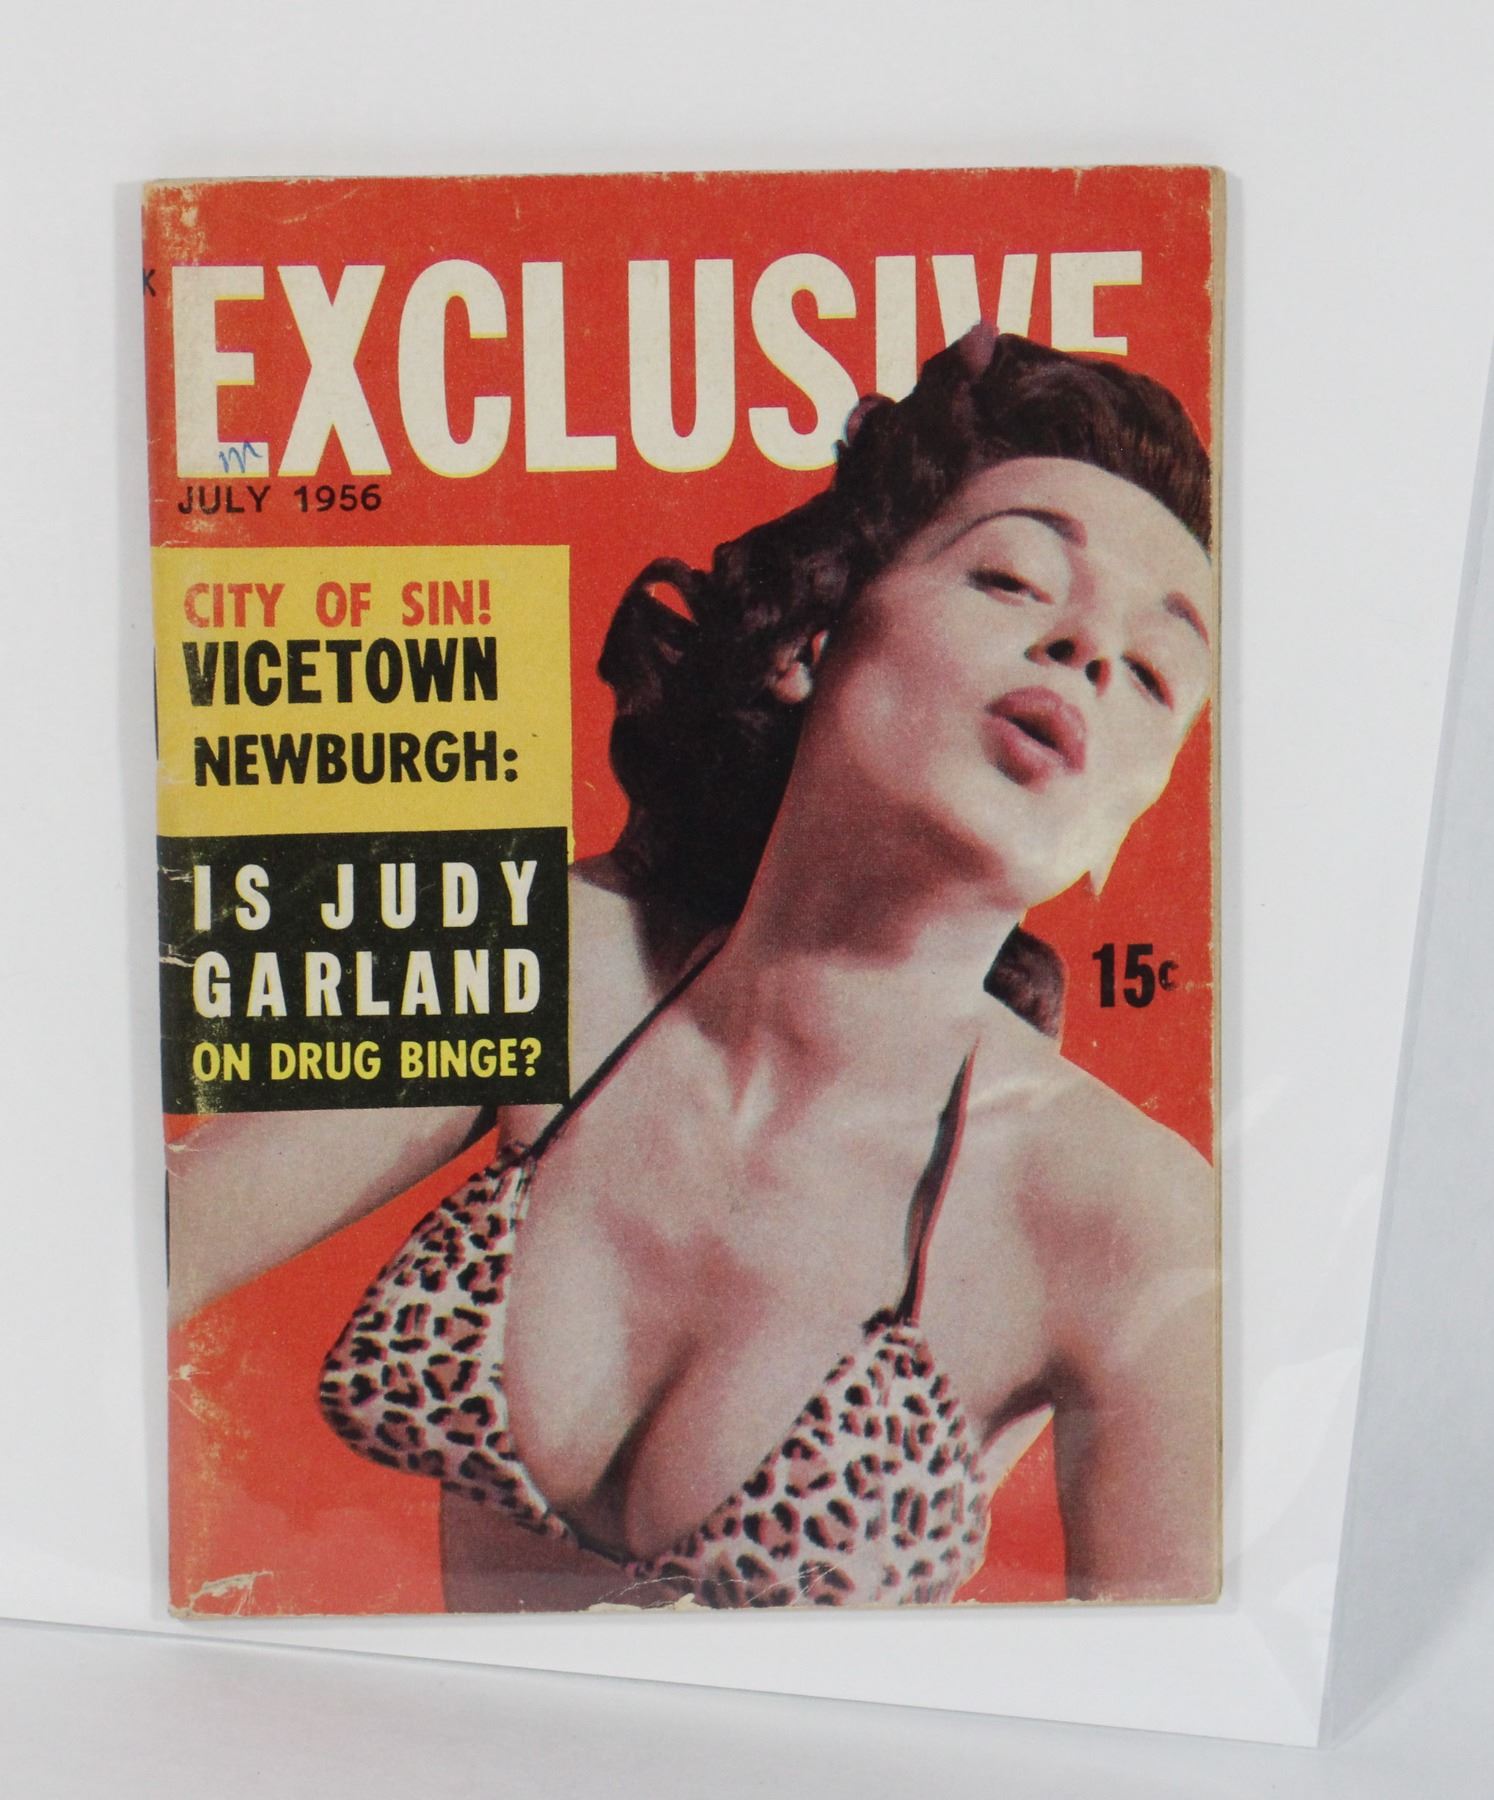 K
EXCLUSIVE
m
JULY 1956
CITY OF SIN!
VICETOWN
NEWBURGH:
IS JUDY
GARLAND
ON DRUG BINGE?
15¢